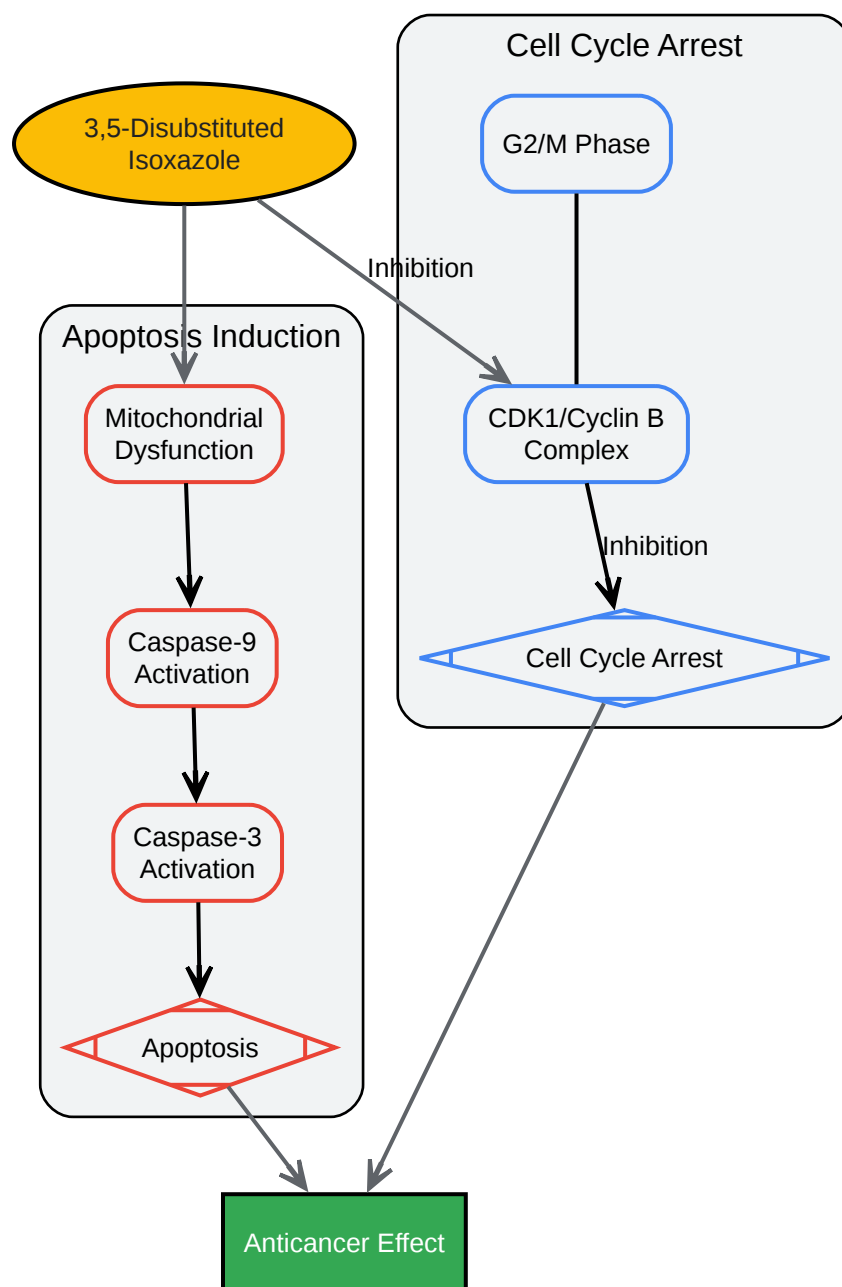 Cell Cycle Arrest
3,5-Disubstituted
Isoxazole
G2/M Phase
Inhibition
Apoptosis Induction
Mitochondrial
Dysfunction
CDK1/Cyclin B
Complex
Inhibition
Caspase-9
Activation
Cell Cycle Arrest
Caspase-3
Activation
Apoptosis
Anticancer Effect